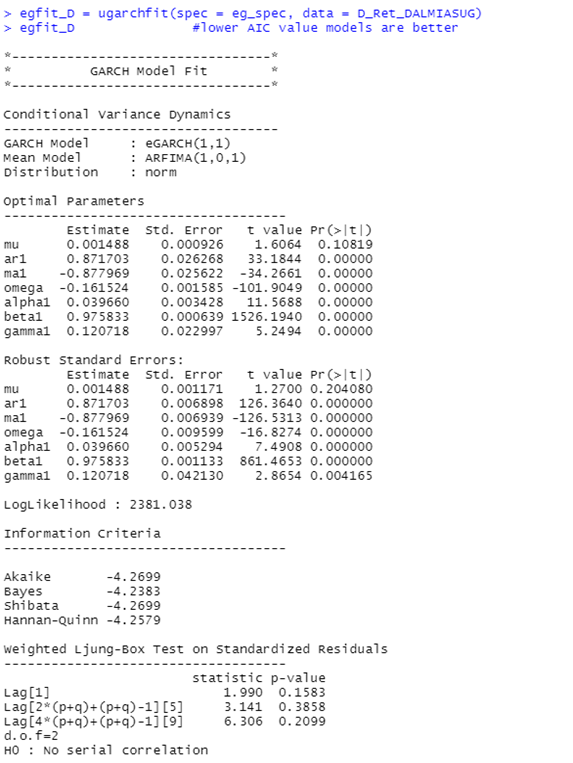 > egfit_D = ugarchfit(spec = eg_spec, data = D_Ret_DALMIASUG)
> egfit_D #lower AIC value models are better
*---------------------------------*
* GARCH Model Fit *
*---------------------------------*
Conditional Variance Dynamics
-----------------------------------
GARCH Model : eGARCH(1,1)
Mean Model : ARFIMA(1,0,1)
Distribution : norm
Optimal Parameters
------------------------------------
Estimate Std. Error t value Pr(>|t|)
mu 0.001488 0.000926 1.6064 0.10819
ar1 0.871703 0.026268 33.1844 0.00000
ma1 -0.877969 0.025622 -34.2661 0.00000
omega -0.161524 0.001585 -101.9049 0.00000
alpha1 0.039660 0.003428 11.5688 0.00000
beta1 0.975833 0.000639 1526.1940 0.00000
gamma1 0.120718 0.022997 5.2494 0.00000
Robust Standard Errors:
Estimate Std. Error t value Pr(>|t|)
mu 0.001488 0.001171 1.2700 0.204080
ar1 0.871703 0.006898 126.3640 0.000000
ma1 -0.877969 0.006939 -126.5313 0.000000
omega -0.161524 0.009599 -16.8274 0.000000
alpha1 0.039660 0.005294 7.4908 0.000000
beta1 0.975833 0.001133 861.4653 0.000000
gamma1 0.120718 0.042130 2.8654 0.004165
LogLikelihood : 2381.038
Information Criteria
------------------------------------
Akaike -4.2699
Bayes -4.2383
Shibata -4.2699
Hannan-Quinn -4.2579
Weighted Ljung-Box Test on Standardized Residuals
------------------------------------
statistic p-value
Lag[1] 1.990 0.1583
Lag[2*(p+q)+(p+q)-1][5] 3.141 0.3858
Lag[4*(p+q)+(p+q)-1][9] 6.306 0.2099
d.o.f=2
H0 : No serial correlation